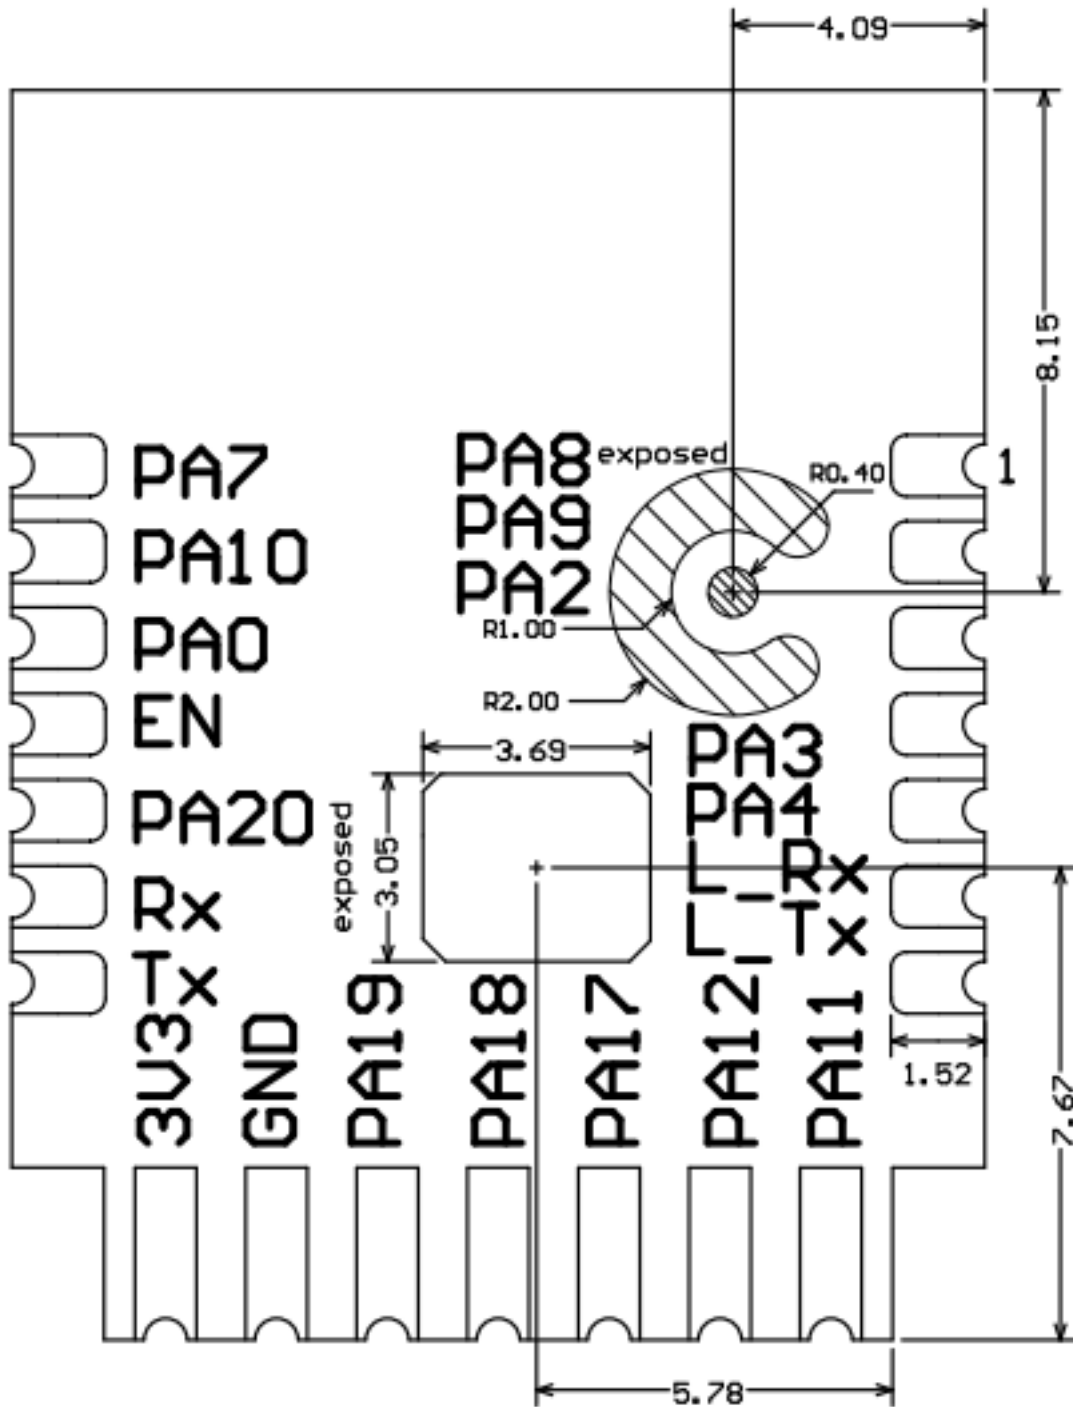 4.09
8.15
PA7
PA8
exposed
R0.40
1
PA9
PA10
PA2
R1.00
PA0
R2.00
EN
3.69
PA3
PA20
PA4
exposed
3.05
L_Rx
Rx
L_Tx
Tx
3V3
GND
PA19
PA18
PA17
PA12
PA11
1.52
7.67
5.78